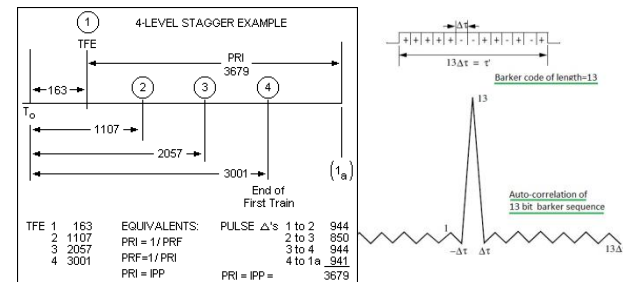 1
4-LEVEL STAGGER EXAMPLE
TFE
PRI
3679
163
2
3
4
To
1107
2057
3001
(1a)
End of
First Train
TFE 1 163
2 1107
3 2057
4 3001
EQUIVALENTS:
PRI = 1/ PRF
PRF=1/ PRI
PRI = IPP
PULSE △'s 1 to 2 944
2 to 3 850
3 to 4 944
4 to 1a 941
PRI = IPP = 3679
Δτ
+ + + + + - - + + - + - +
13Δτ = τ'
Barker code of length=13
13
Auto-correlation of
13 bit barker sequence
1
-Δτ Δτ 13Δ